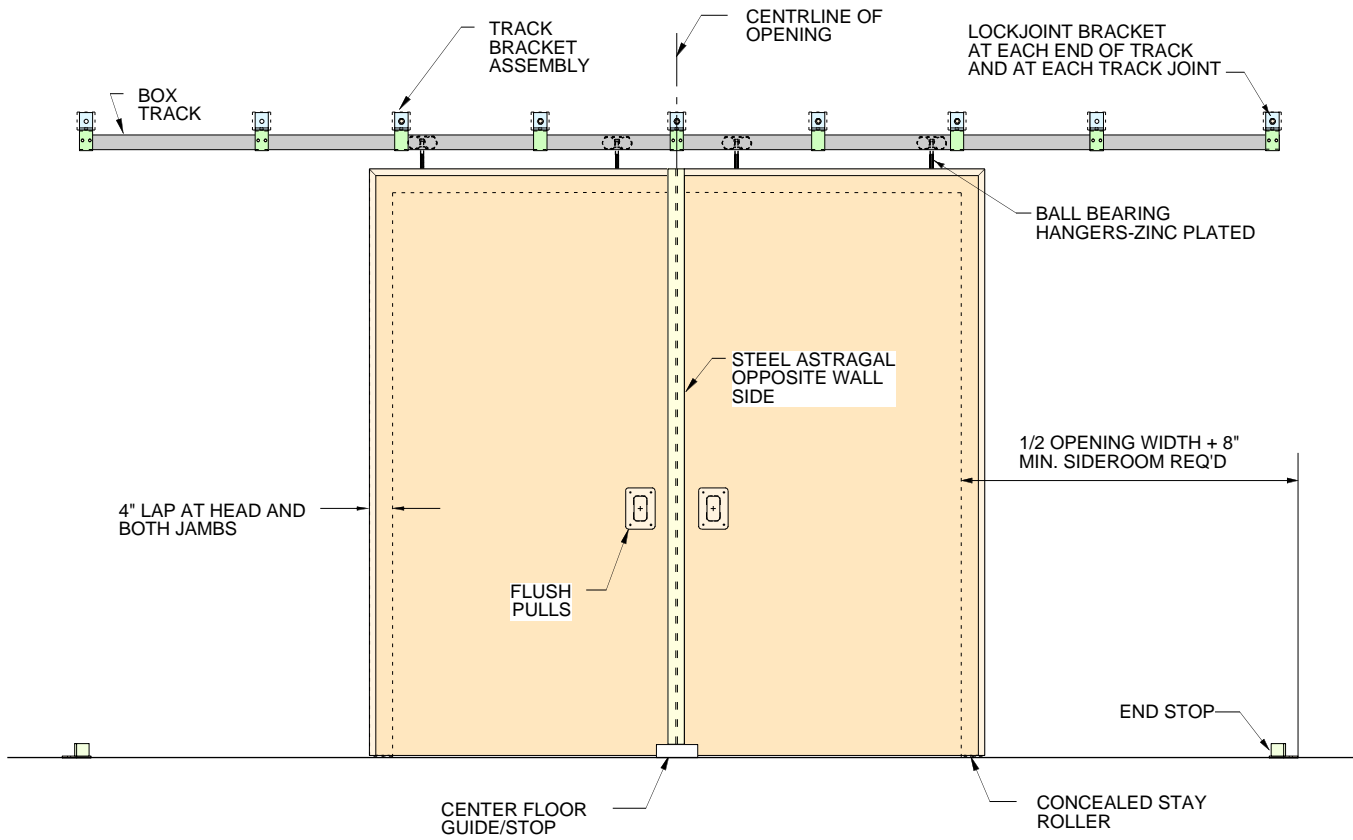 TRACK
BRACKET
ASSEMBLY
CENTRLINE OF
OPENING
LOCKJOINT BRACKET
AT EACH END OF TRACK
AND AT EACH TRACK JOINT
BOX
TRACK
BALL BEARING
HANGERS-ZINC PLATED
STEEL ASTRAGAL
OPPOSITE WALL
SIDE
1/2 OPENING WIDTH + 8"
MIN. SIDEROOM REQ'D
4" LAP AT HEAD AND
BOTH JAMBS
FLUSH
PULLS
END STOP
CENTER FLOOR
GUIDE/STOP
CONCEALED STAY
ROLLER